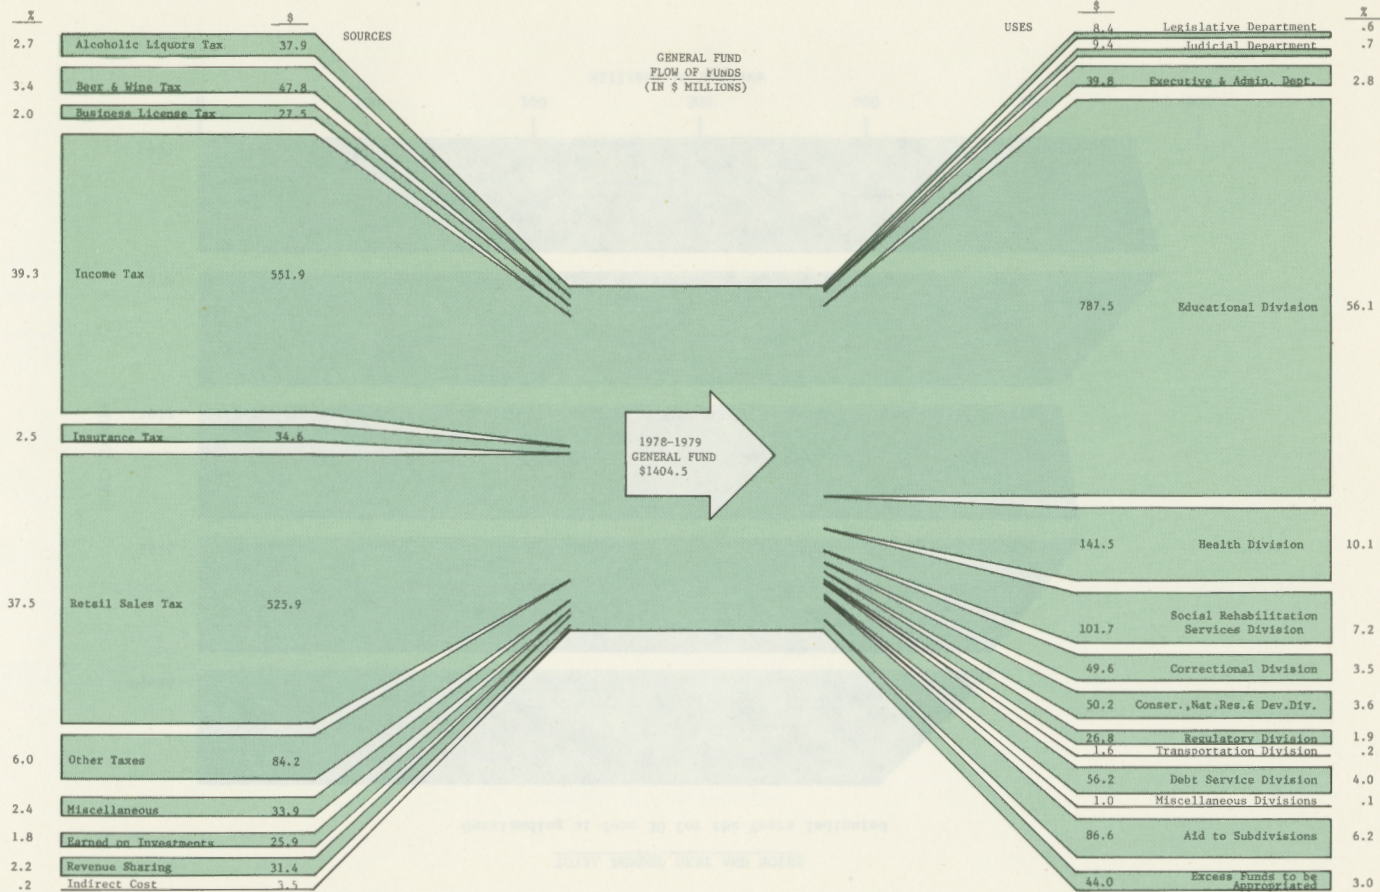 GENERAL FUND
FLOW OF FUNDS
(IN $ MILLIONS)
SOURCES
% $
2.7 Alcoholic Liquors Tax 37.9
3.4 Beer & Wine Tax 47.8
2.0 Business License Tax 27.5
39.3 Income Tax 551.9
2.5 Insurance Tax 34.6
37.5 Retail Sales Tax 525.9
6.0 Other Taxes 84.2
2.4 Miscellaneous 33.9
1.8 Earned on Investments 25.9
2.2 Revenue Sharing 31.4
.2 Indirect Cost 3.5
1978-1979
GENERAL FUND
$1404.5
USES
$ %
8.4 Legislative Department .6
9.4 Judicial Department .7
39.8 Executive & Admin. Dept. 2.8
787.5 Educational Division 56.1
141.5 Health Division 10.1
Social Rehabilitation
101.7 Services Division 7.2
49.6 Correctional Division 3.5
50.2 Conser.,Nat.Res.& Dev.Div. 3.6
26.8 Regulatory Division 1.9
1.6 Transportation Division .2
56.2 Debt Service Division 4.0
1.0 Miscellaneous Divisions .1
86.6 Aid to Subdivisions 6.2
Excess Funds to be
44.0 Appropriated 3.0